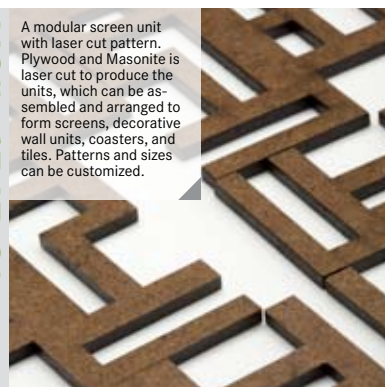 A modular screen unit
with laser cut pattern.
Plywood and Masonite is
laser cut to produce the
units, which can be as-
sembled and arranged to
form screens, decorative
wall units, coasters, and
tiles. Patterns and sizes
can be customized.